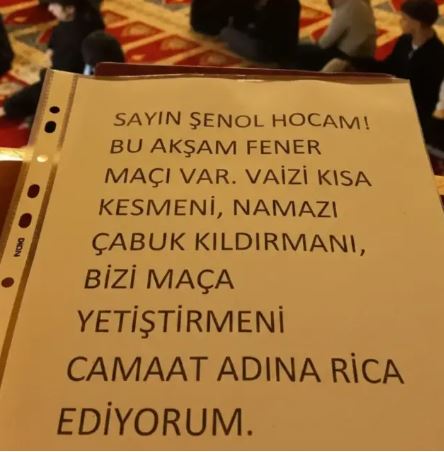 SAYIN ŞENOL HOCAM!
BU AKŞAM FENER
MAÇI VAR. VAİZİ KISA
KESMENİ, NAMAZI
ÇABUK KILDIRMANI,
BİZİ MAÇA
YETİŞTİRMENİ
CAMAAT ADINA RİCA
EDİYORUM.